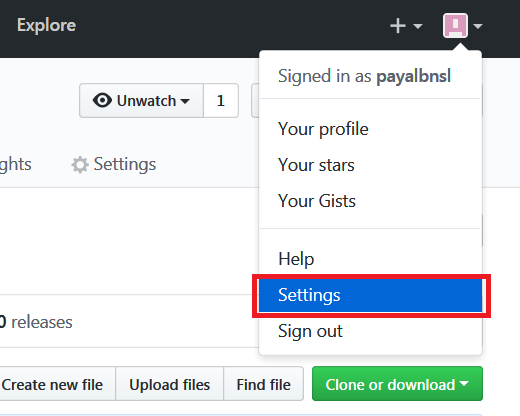 Explore
Signed in as payalbnsl
Unwatch 1
Your profile
Your stars
ghts Settings
Your Gists
Help
Settings
0 releases
Sign out
Create new file Upload files Find file Clone or download